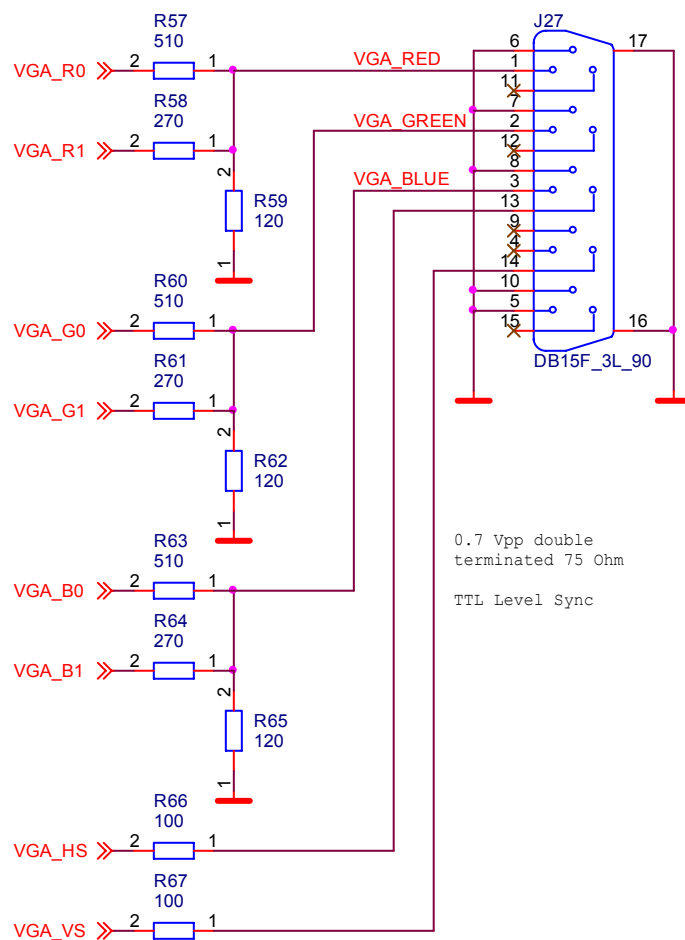 R57
510
VGA_R0
2
1
R58
270
VGA_R1
2
1
2
R59
120
1
R60
510
VGA_G0
2
1
R61
270
VGA_G1
2
1
2
R62
120
1
R63
510
VGA_B0
2
1
R64
270
VGA_B1
2
1
2
R65
120
1
R66
100
VGA_HS
2
1
R67
100
VGA_VS
2
1
VGA_RED
VGA_GREEN
VGA_BLUE
J27
6
1
11
7
2
12
8
3
13
9
4
14
10
5
15
17
16
DB15F_3L_90
0.7 Vpp double
terminated 75 Ohm
TTL Level Sync